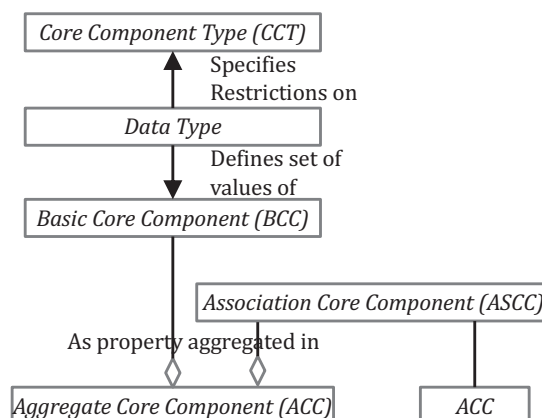 Core Component Type (CCT)
Specifies
Restrictions on
Data Type
Defines set of
values of
Basic Core Component (BCC)
Association Core Component (ASCC)
As property aggregated in
Aggregate Core Component (ACC)
ACC